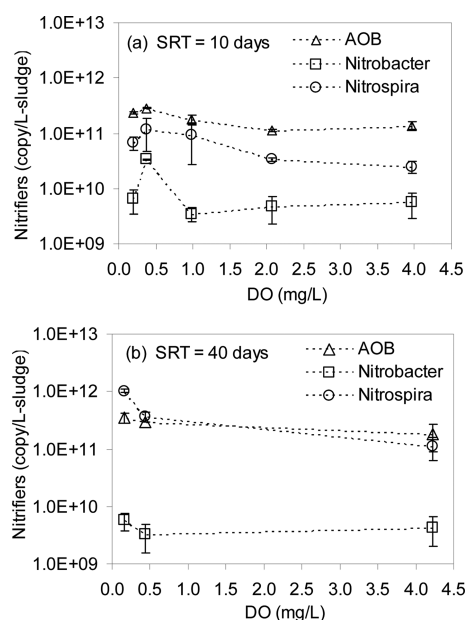 1.0E+13
(a) SRT = 10 days
AOB
Nitrobacter
Nitrospira
1.0E+12
1.0E+11
1.0E+10
1.0E+09
Nitrifiers (copy/L-sludge)
0.0 0.5 1.0 1.5 2.0 2.5 3.0 3.5 4.0 4.5
DO (mg/L)
1.0E+13
(b) SRT = 40 days
AOB
Nitrobacter
Nitrospira
1.0E+12
1.0E+11
1.0E+10
1.0E+09
Nitrifiers (copy/L-sludge)
0.0 0.5 1.0 1.5 2.0 2.5 3.0 3.5 4.0 4.5
DO (mg/L)